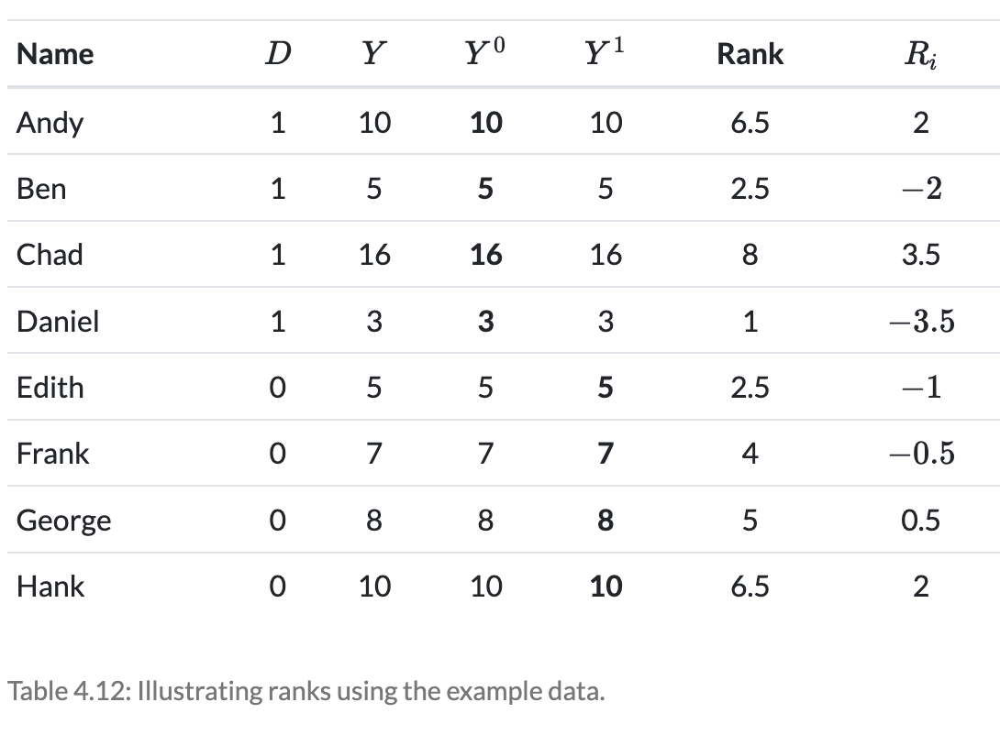 Name D Y Y⁰ Y¹ Rank Rᵢ
Andy 1 10 10 10 6.5 2
Ben 1 5 5 5 2.5 −2
Chad 1 16 16 16 8 3.5
Daniel 1 3 3 3 1 −3.5
Edith 0 5 5 5 2.5 −1
Frank 0 7 7 7 4 −0.5
George 0 8 8 8 5 0.5
Hank 0 10 10 10 6.5 2
Table 4.12: Illustrating ranks using the example data.